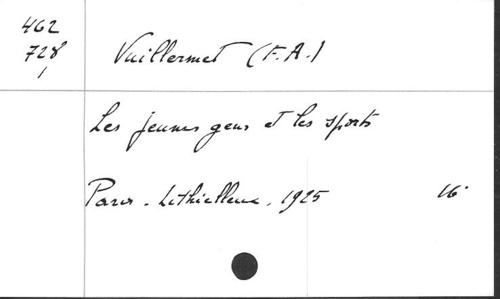 462
728
1
Vuillermet (F.A.)
Les jeunes gens et les sports
Paris. Lethielleux. 1925 16°